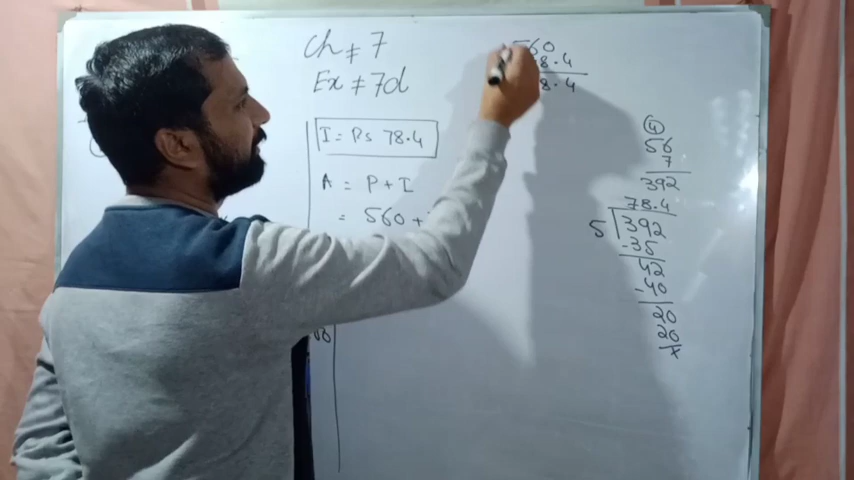 Ch # 7
Ex # 7d
I = Rs 78.4
A = P + I
= 560 +
560
8.4
8.4
4
56
7
392
78.4
5 392
-35
42
-40
20
20
x